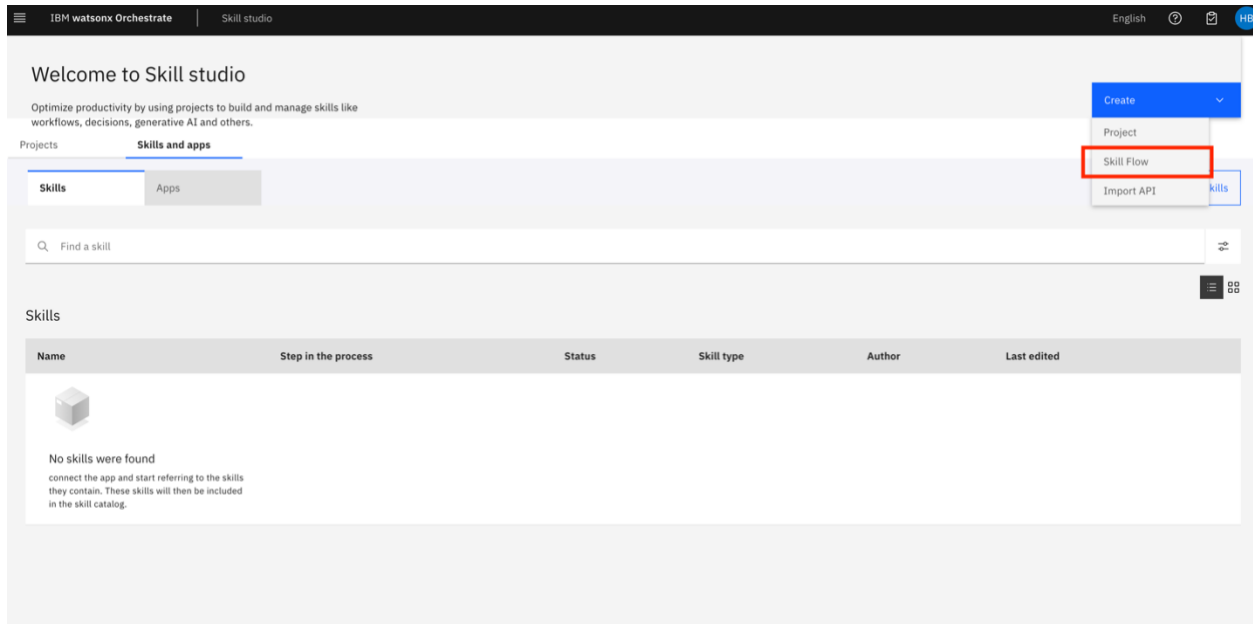 IBM watsonx Orchestrate
Skill studio
English
HB
Welcome to Skill studio
Optimize productivity by using projects to build and manage skills like
workflows, decisions, generative AI and others.
Create
Project
Skill Flow
Import API
Projects
Skills and apps
Skills
Apps
kills
Find a skill
Skills
Name
Step in the process
Status
Skill type
Author
Last edited
No skills were found
connect the app and start referring to the skills
they contain. These skills will then be included
in the skill catalog.